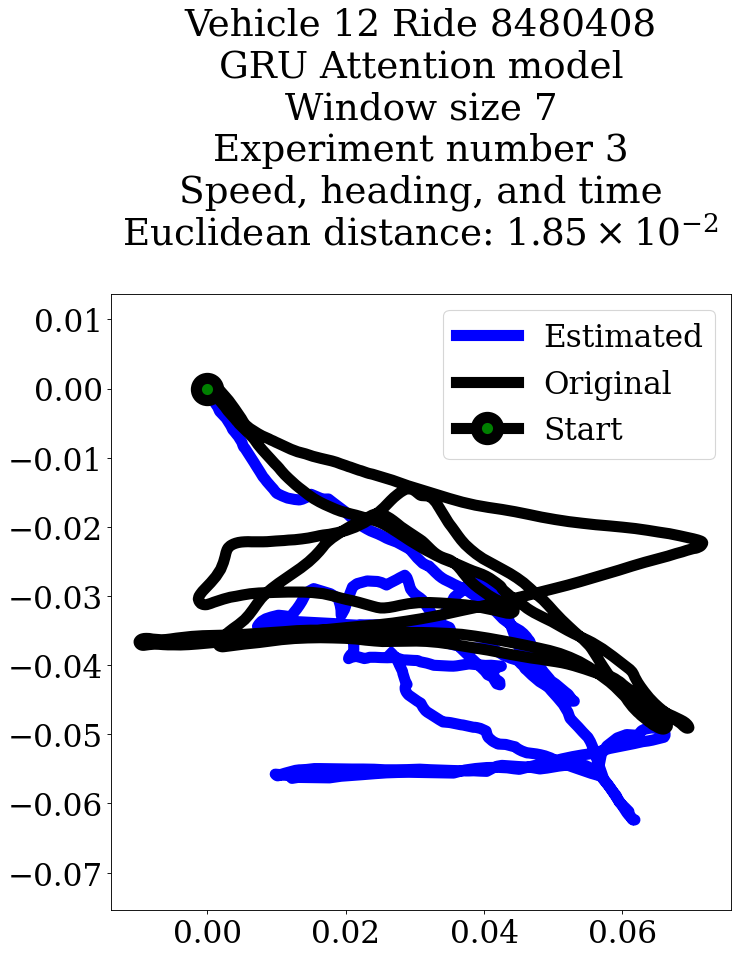 Vehicle 12 Ride 8480408
GRU Attention model
Window size 7
Experiment number 3
Speed, heading, and time
Euclidean distance: 1.85 × 10⁻²
Estimated
Original
Start
0.01
0.00
−0.01
−0.02
−0.03
−0.04
−0.05
−0.06
−0.07
0.00 0.02 0.04 0.06